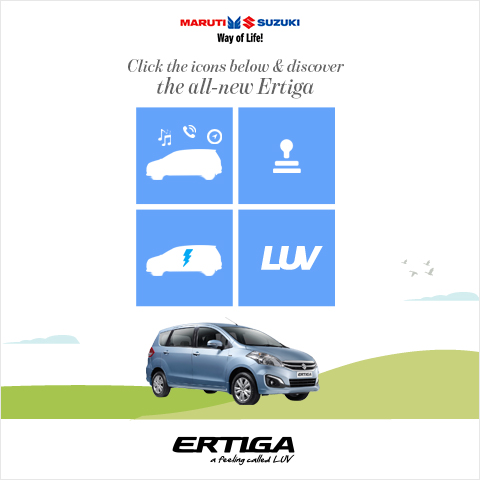 MARUTI SUZUKI
Way of Life!
Click the icons below & discover
the all-new Ertiga
LUV
ERTIGA
ERTIGA
a feeling called LUV